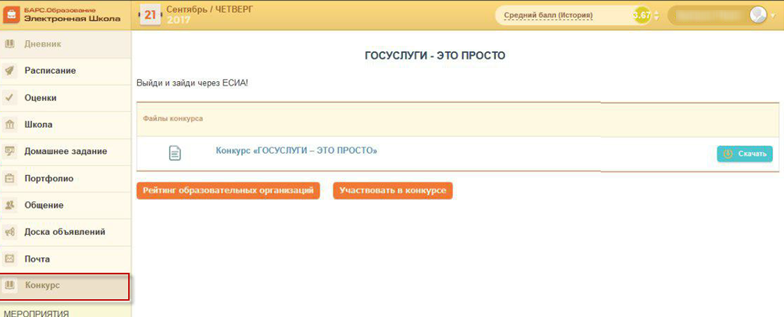 БАРС.Образование
Электронная Школа
21
Сентябрь / ЧЕТВЕРГ
2017
Средний балл (История)
3.67
Дневник
Расписание
Оценки
Школа
Домашнее задание
Портфолио
Общение
Доска объявлений
Почта
Конкурс
МЕРОПРИЯТИЯ
ГОСУСЛУГИ - ЭТО ПРОСТО
Выйди и зайди через ЕСИА!
Файлы конкурса
Конкурс «ГОСУСЛУГИ – ЭТО ПРОСТО»
Скачать
Рейтинг образовательных организаций
Участвовать в конкурсе